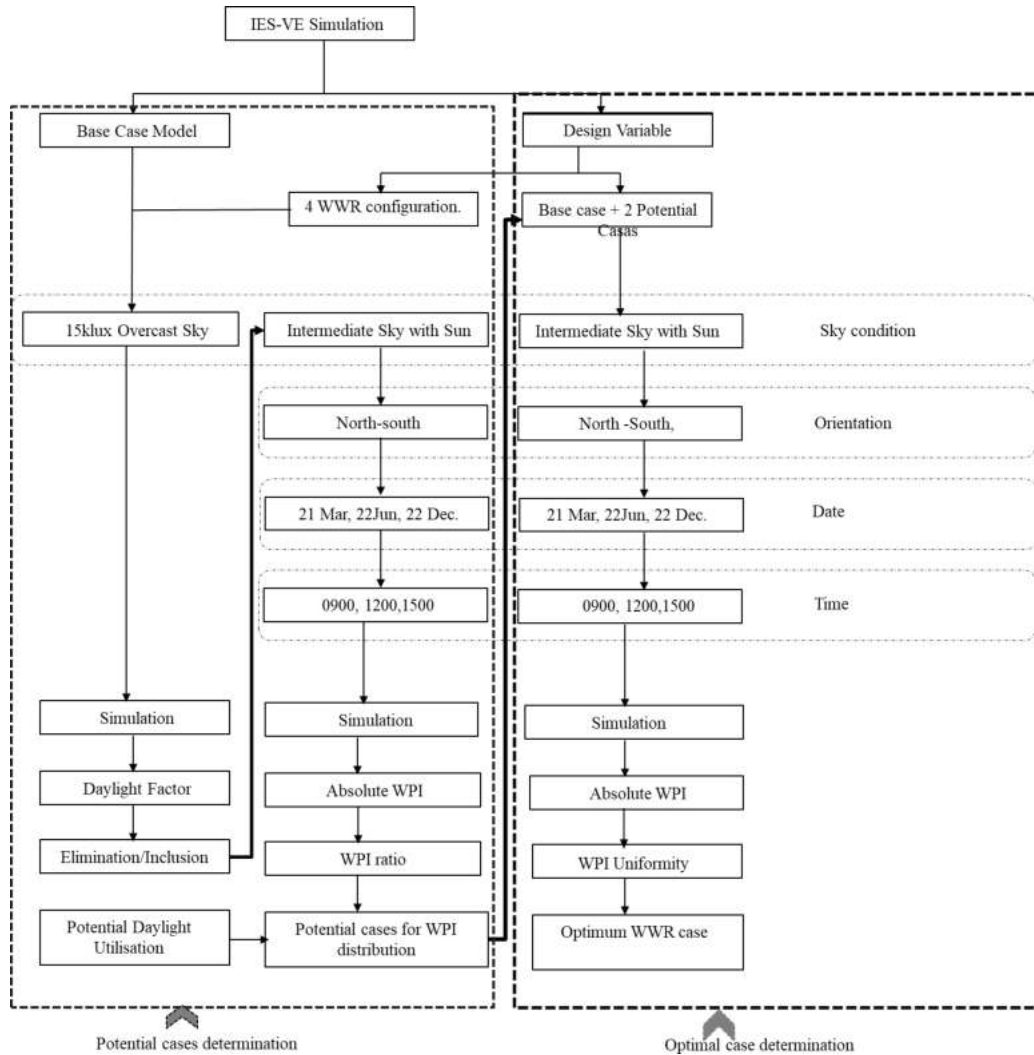 IES-VE Simulation
Base Case Model
Design Variable
4 WWR configuration.
Base case + 2 Potential
Casas
15klux Overcast Sky
Intermediate Sky with Sun
Intermediate Sky with Sun
Sky condition
North-south
North -South,
Orientation
21 Mar, 22Jun, 22 Dec.
21 Mar, 22Jun, 22 Dec.
Date
0900, 1200,1500
0900, 1200,1500
Time
Simulation
Simulation
Simulation
Daylight Factor
Absolute WPI
Absolute WPI
Elimination/Inclusion
WPI ratio
WPI Uniformity
Potential Daylight
Utilisation
Potential cases for WPI
distribution
Optimum WWR case
Potential cases determination
Optimal case determination